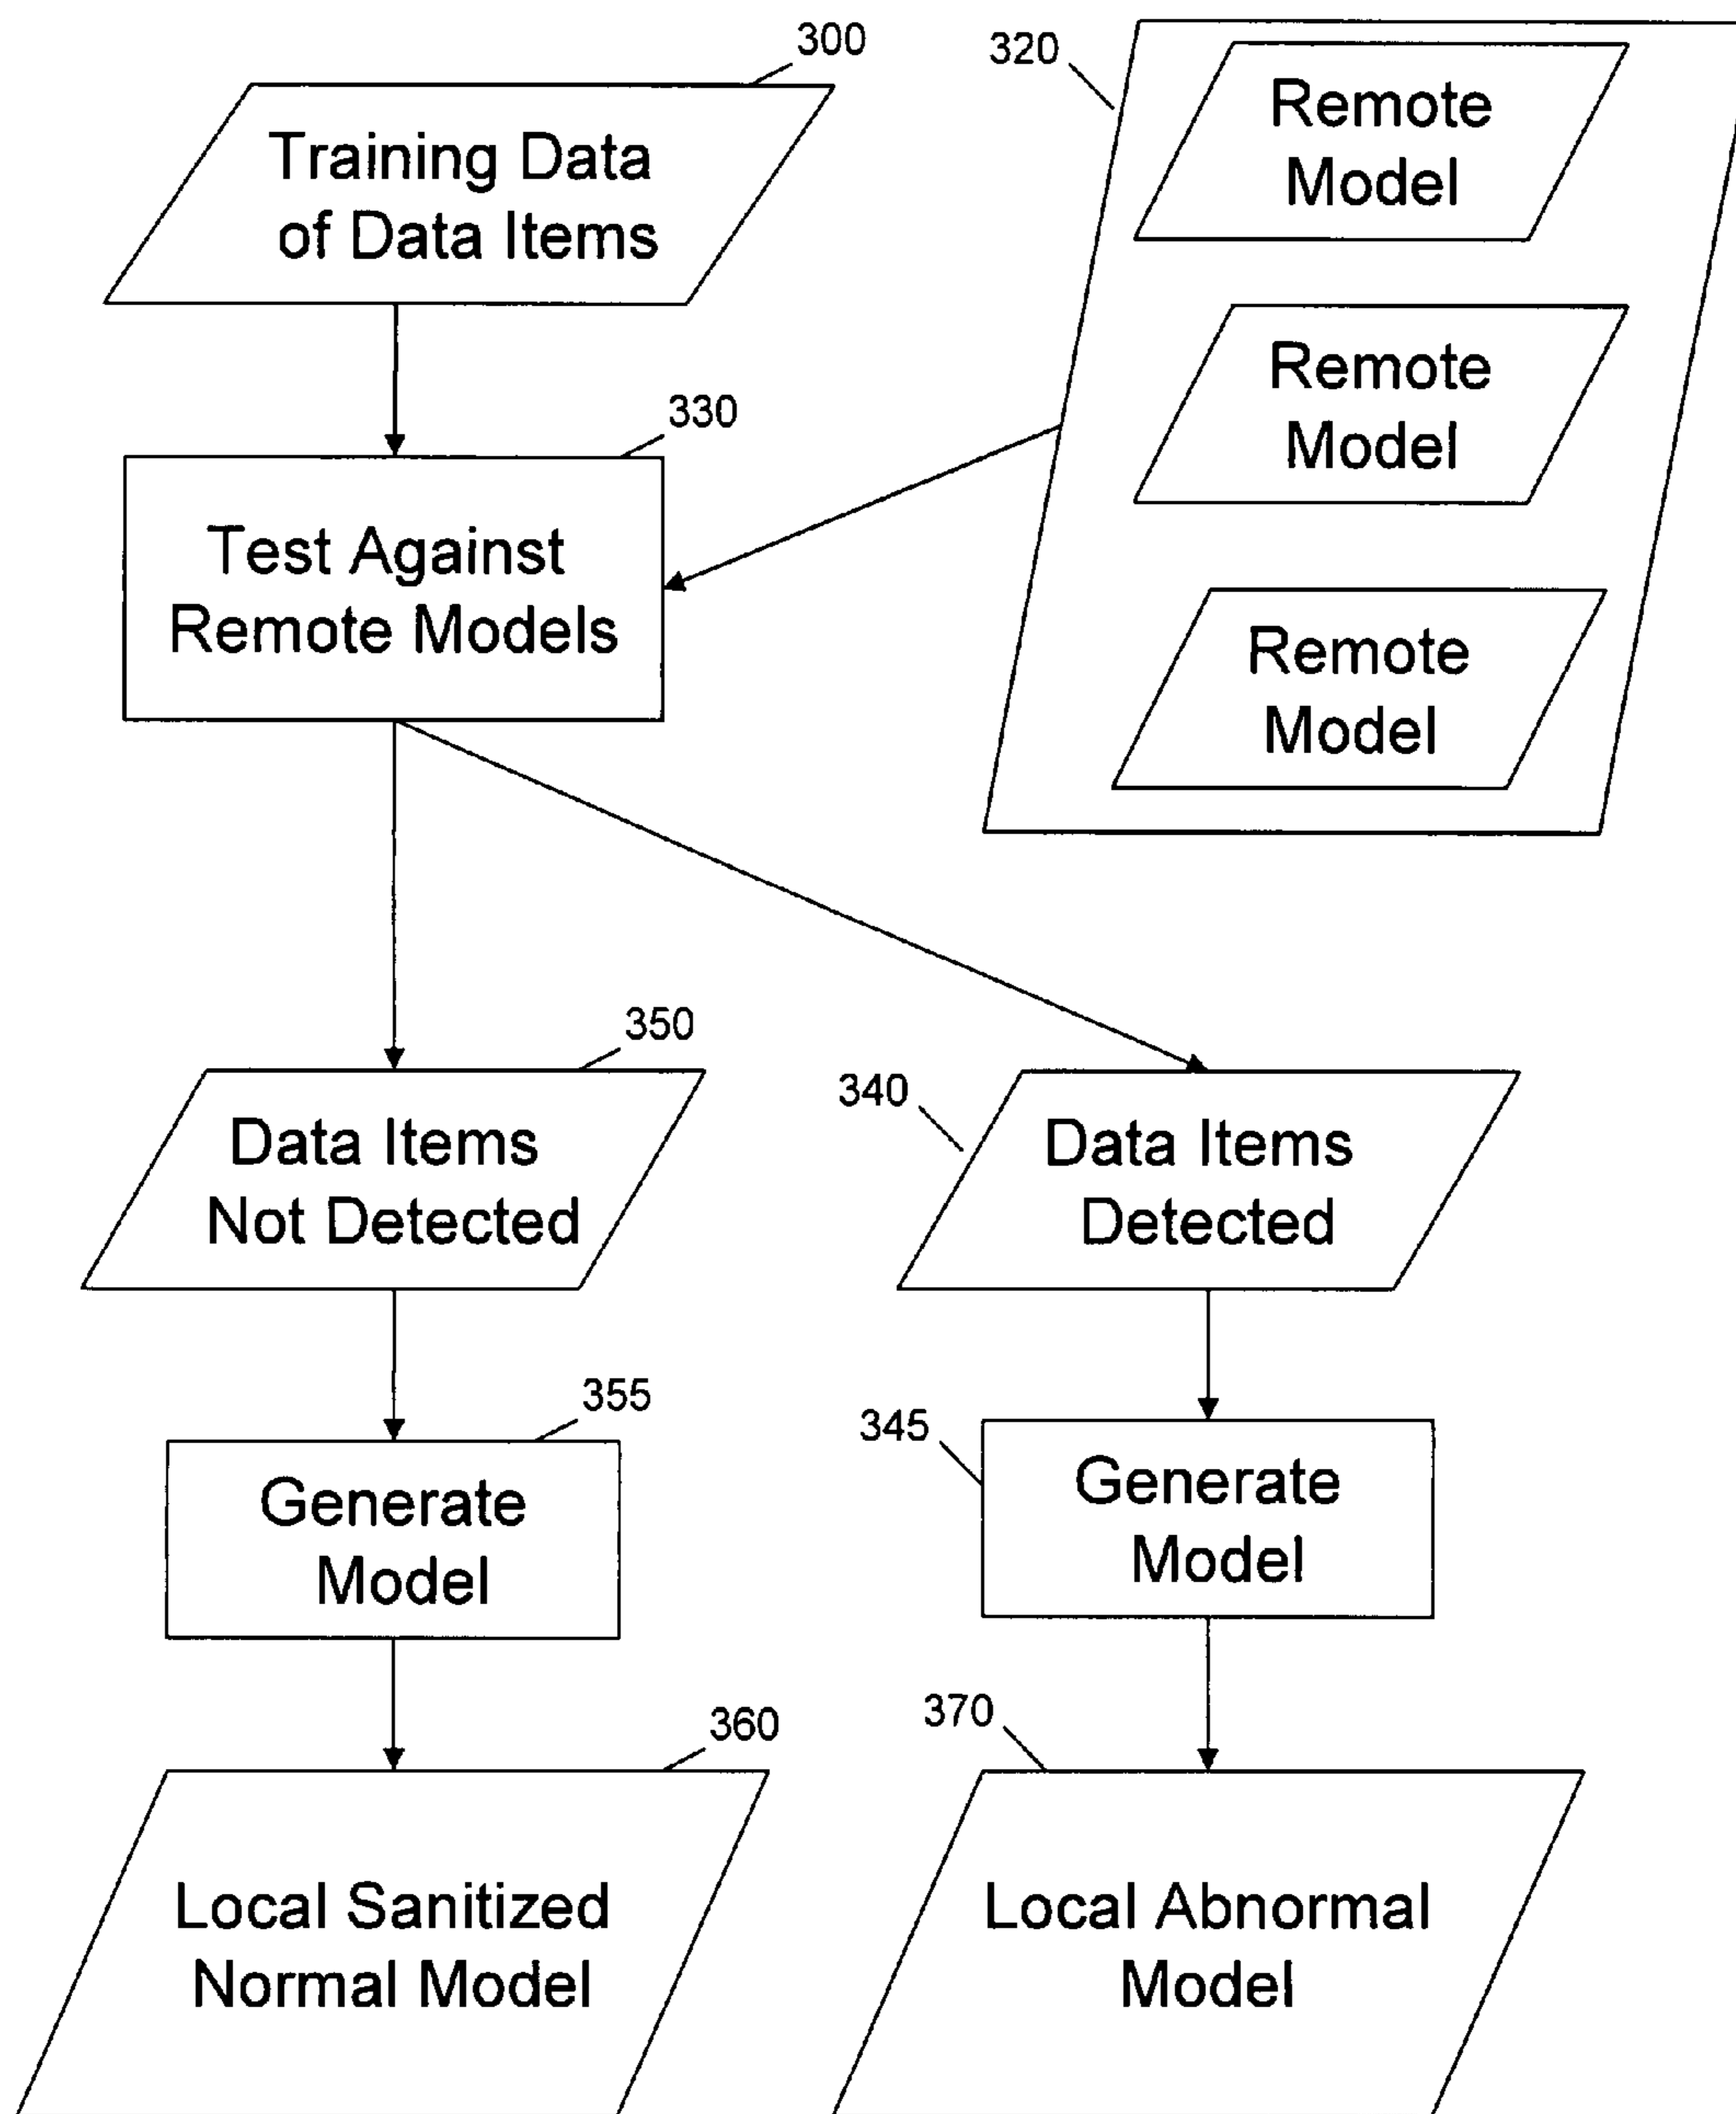 300
Training Data
of Data Items
320
Remote
Model
Remote
Model
Remote
Model
330
Test Against
Remote Models
350
Data Items
Not Detected
340
Data Items
Detected
355
Generate
Model
345
Generate
Model
360
Local Sanitized
Normal Model
370
Local Abnormal
Model